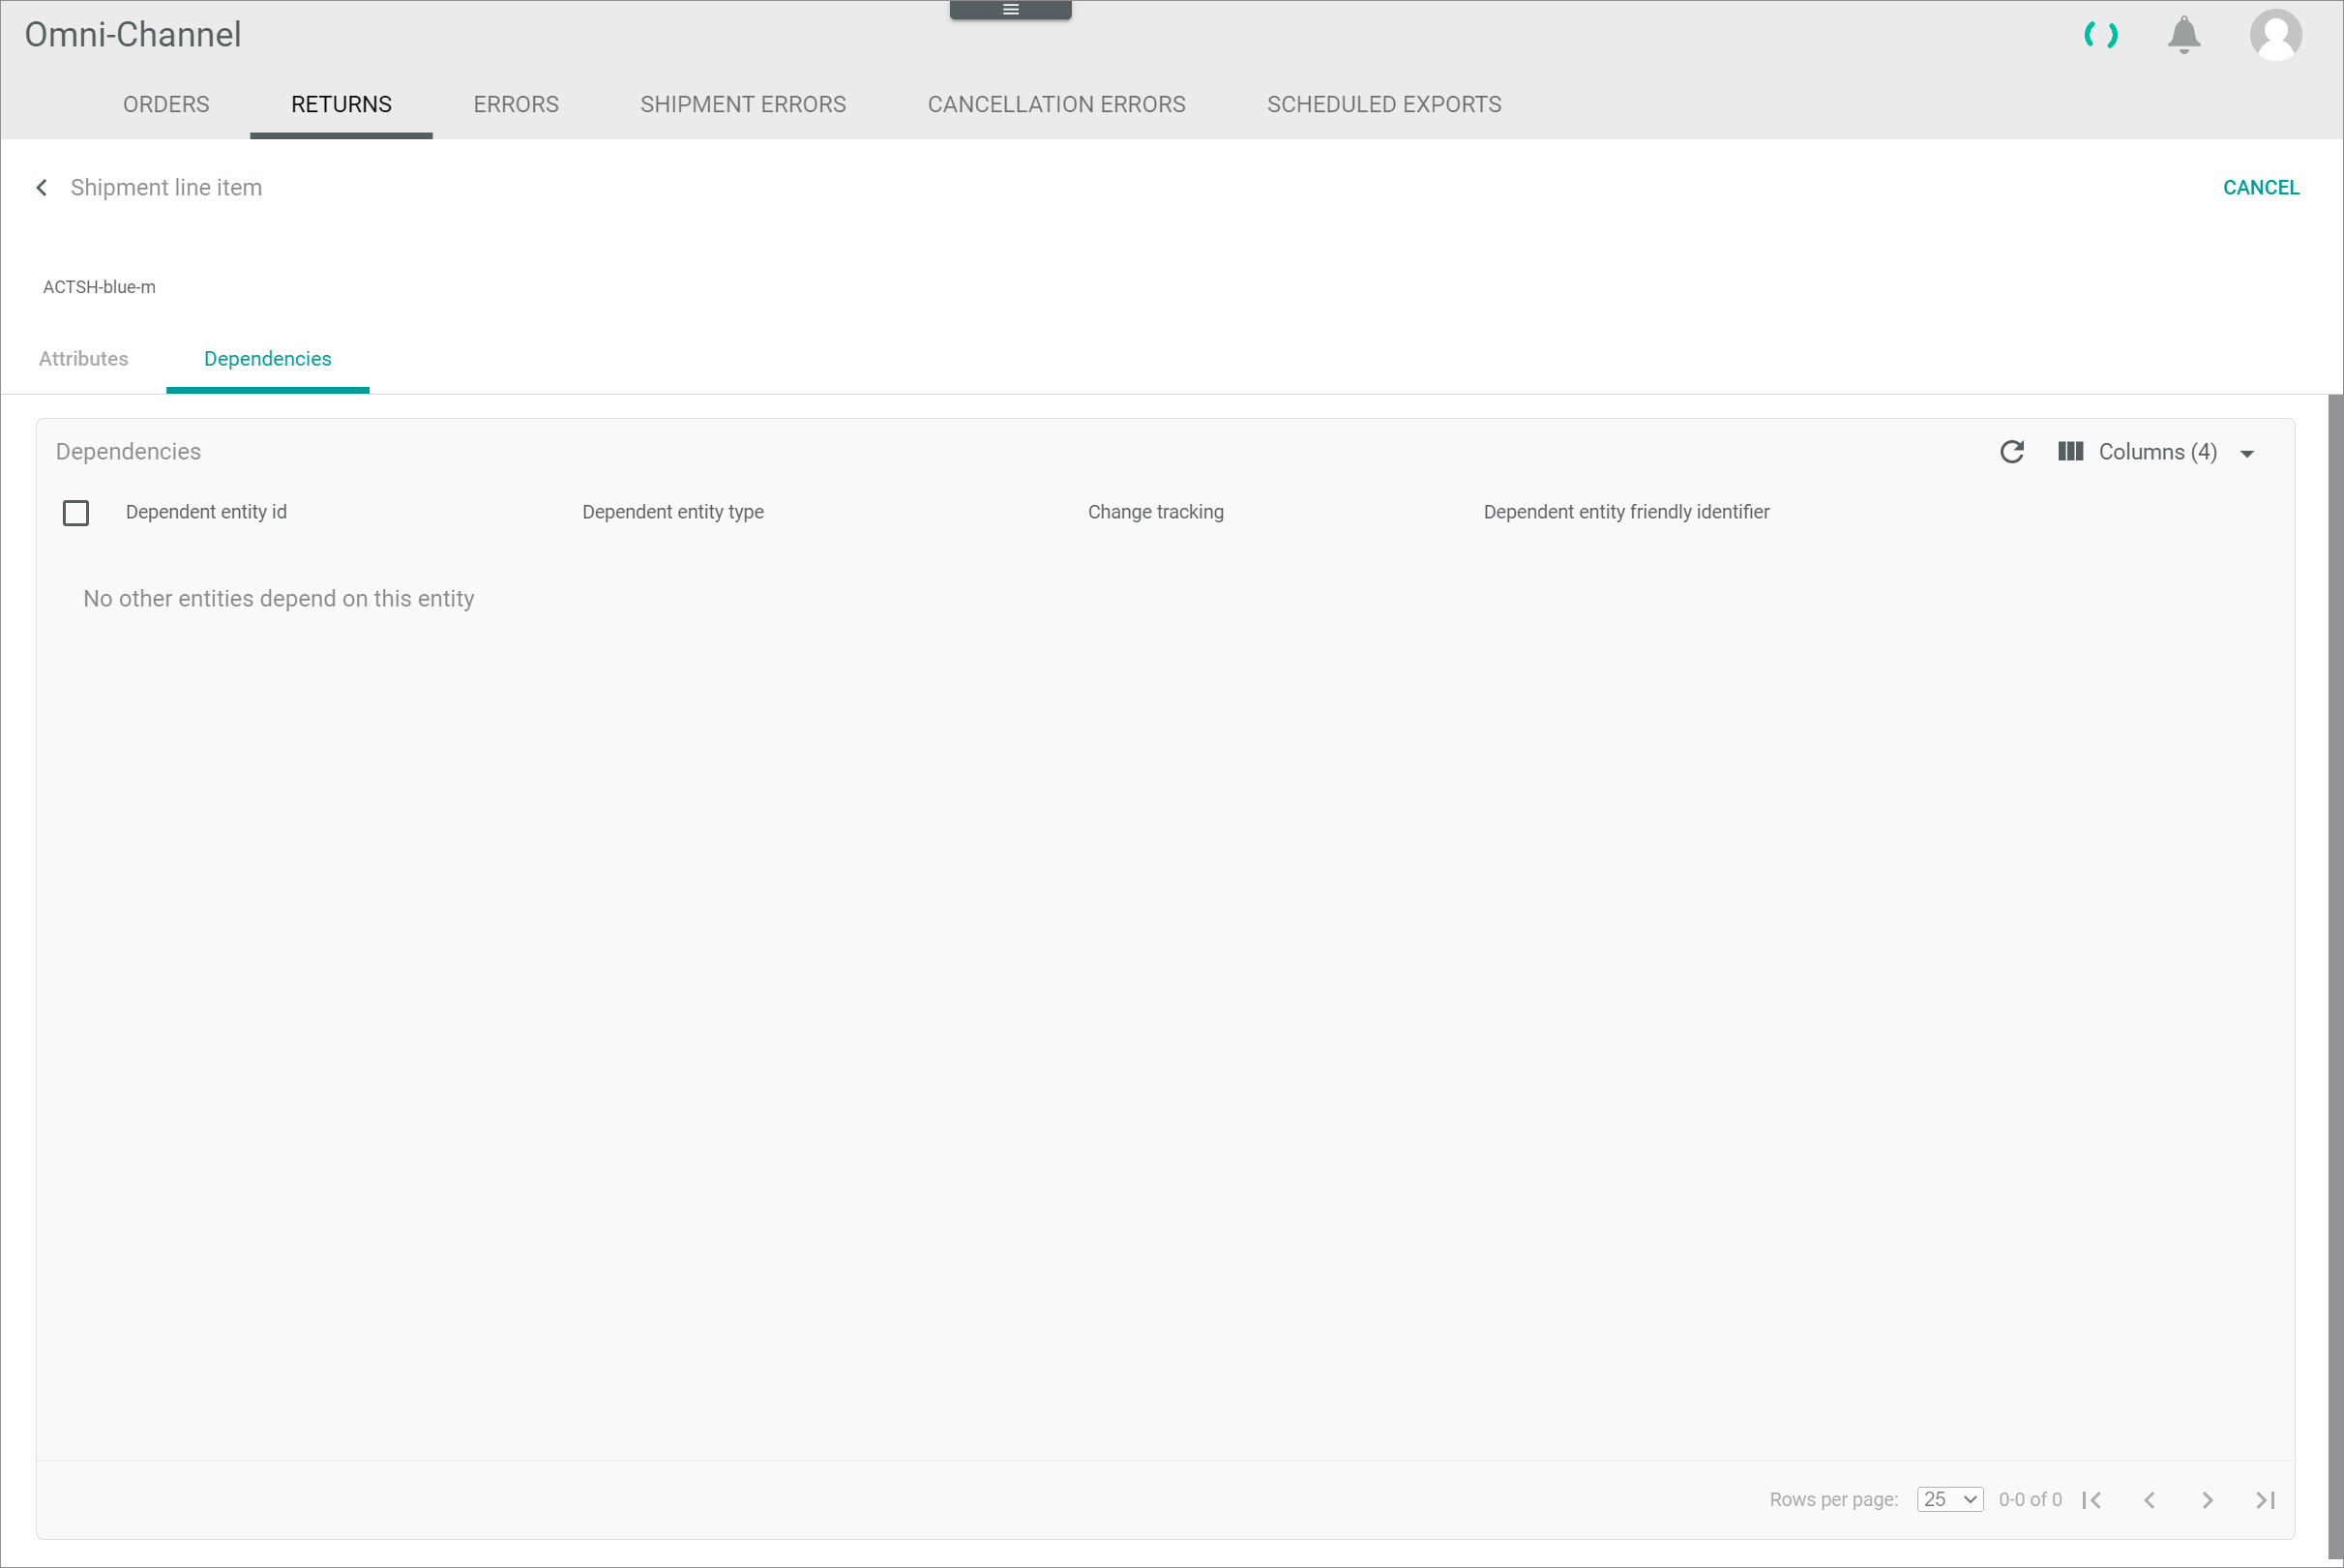 Omni-Channel
ORDERS RETURNS ERRORS SHIPMENT ERRORS CANCELLATION ERRORS SCHEDULED EXPORTS
Shipment line item CANCEL
ACTSH-blue-m
Attributes Dependencies
Dependencies Columns (4)
Dependent entity id Dependent entity type Change tracking Dependent entity friendly identifier
No other entities depend on this entity
Rows per page: 25 0-0 of 0